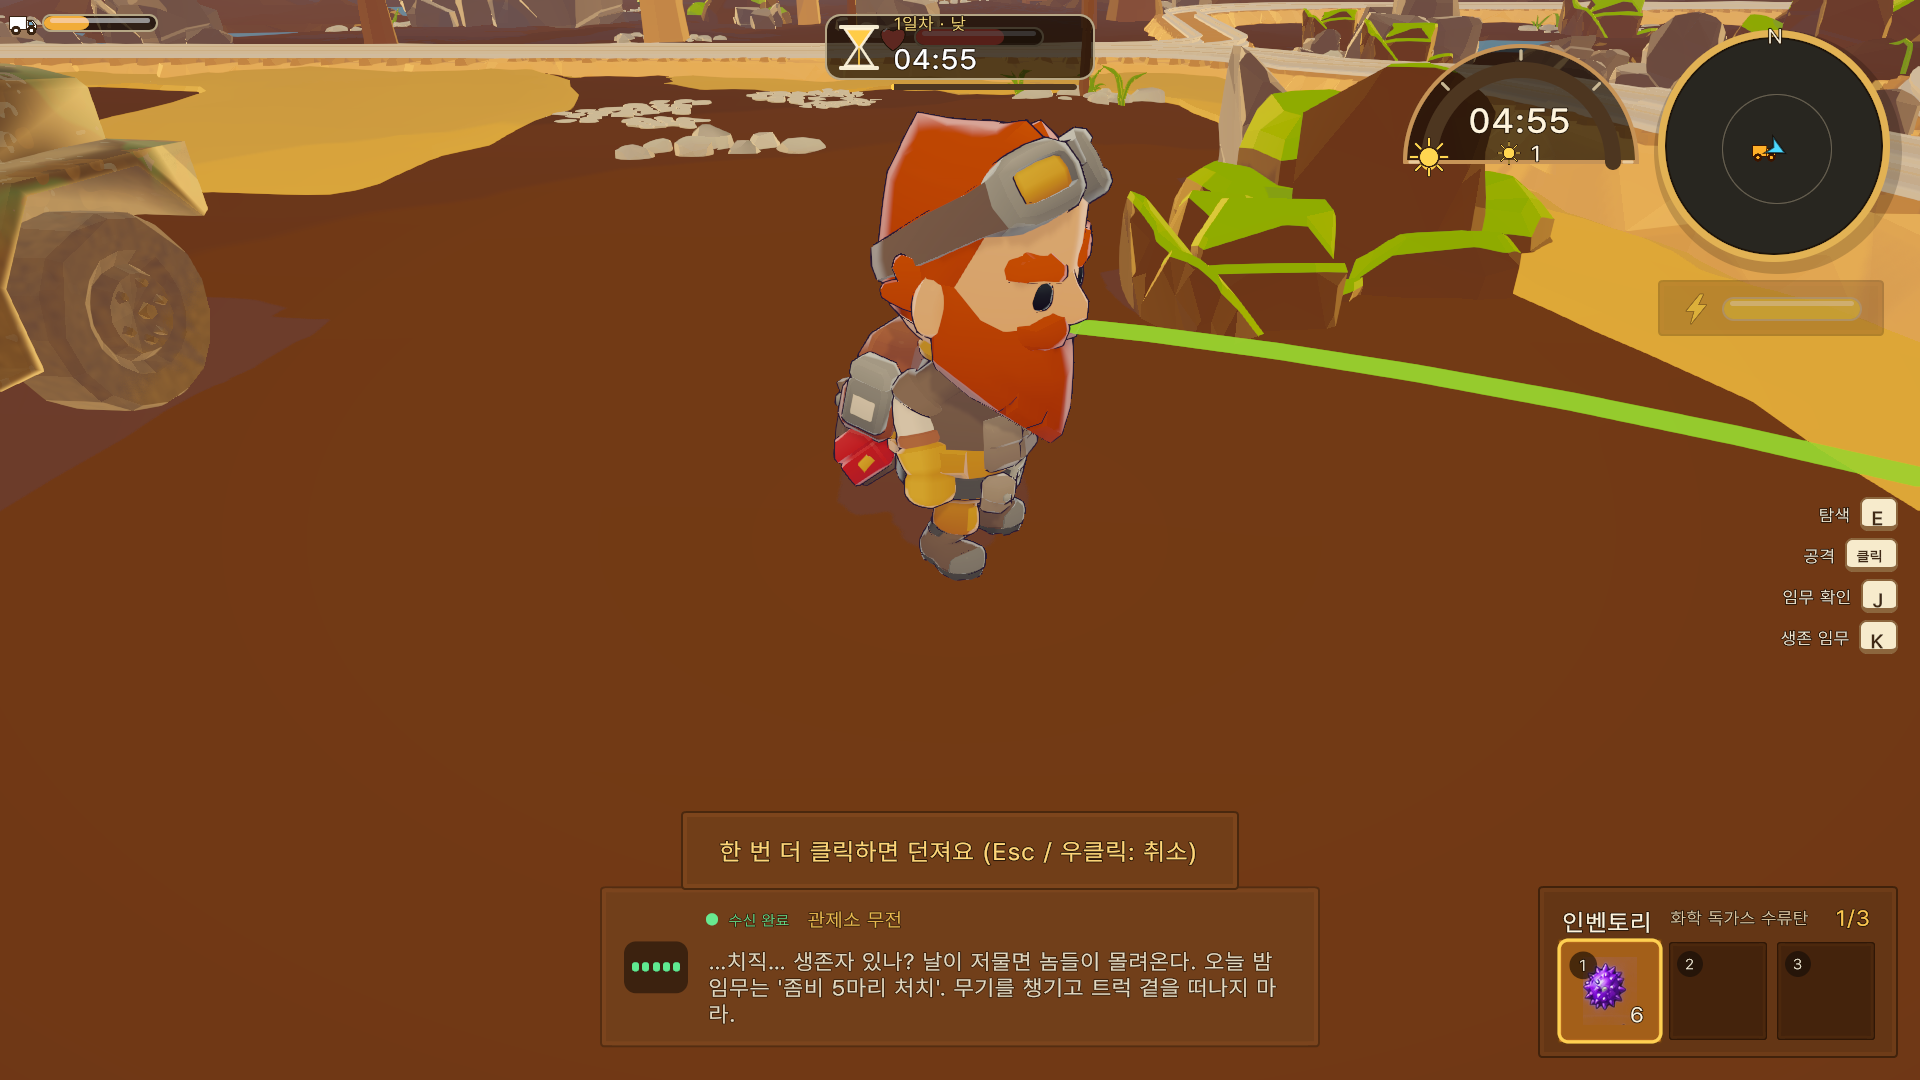 1일차 · 낮
04:55
N
04:55
1
탐색 E
공격 클릭
임무 확인 J
생존 임무 K
한 번 더 클릭하면 던져요 (Esc / 우클릭: 취소)
수신 완료 관제소 무전
...치직... 생존자 있나? 날이 저물면 놈들이 몰려온다. 오늘 밤
임무는 '좀비 5마리 처치'. 무기를 챙기고 트럭 곁을 떠나지 마
라.
인벤토리 화학 독가스 수류탄 1/3
1 2 3
6